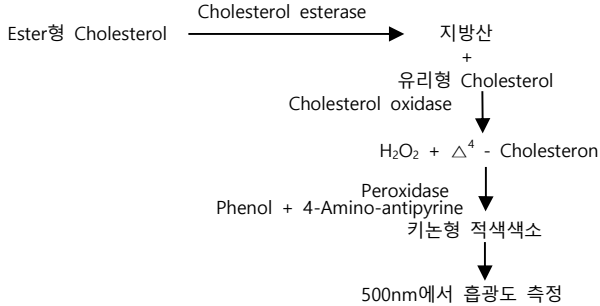 Cholesterol esterase
Ester형 Cholesterol
지방산
+
유리형 Cholesterol
Cholesterol oxidase
H₂O₂ + △⁴ - Cholesteron
Peroxidase
Phenol + 4-Amino-antipyrine
키논형 적색색소
500nm에서 흡광도 측정